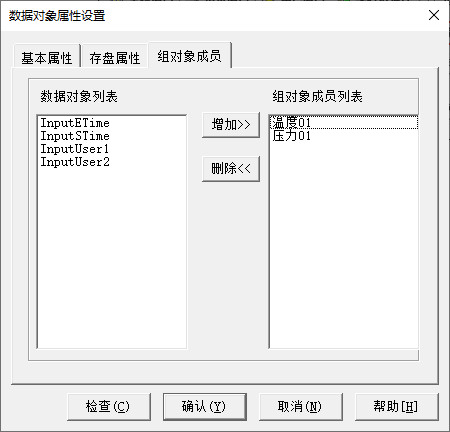 数据对象属性设置
基本属性 存盘属性 组对象成员
数据对象列表 组对象成员列表
InputETime
InputSTime
InputUser1
InputUser2
增加>>
删除<<
温度01
压力01
检查(C) 确认(Y) 取消(N) 帮助[H]